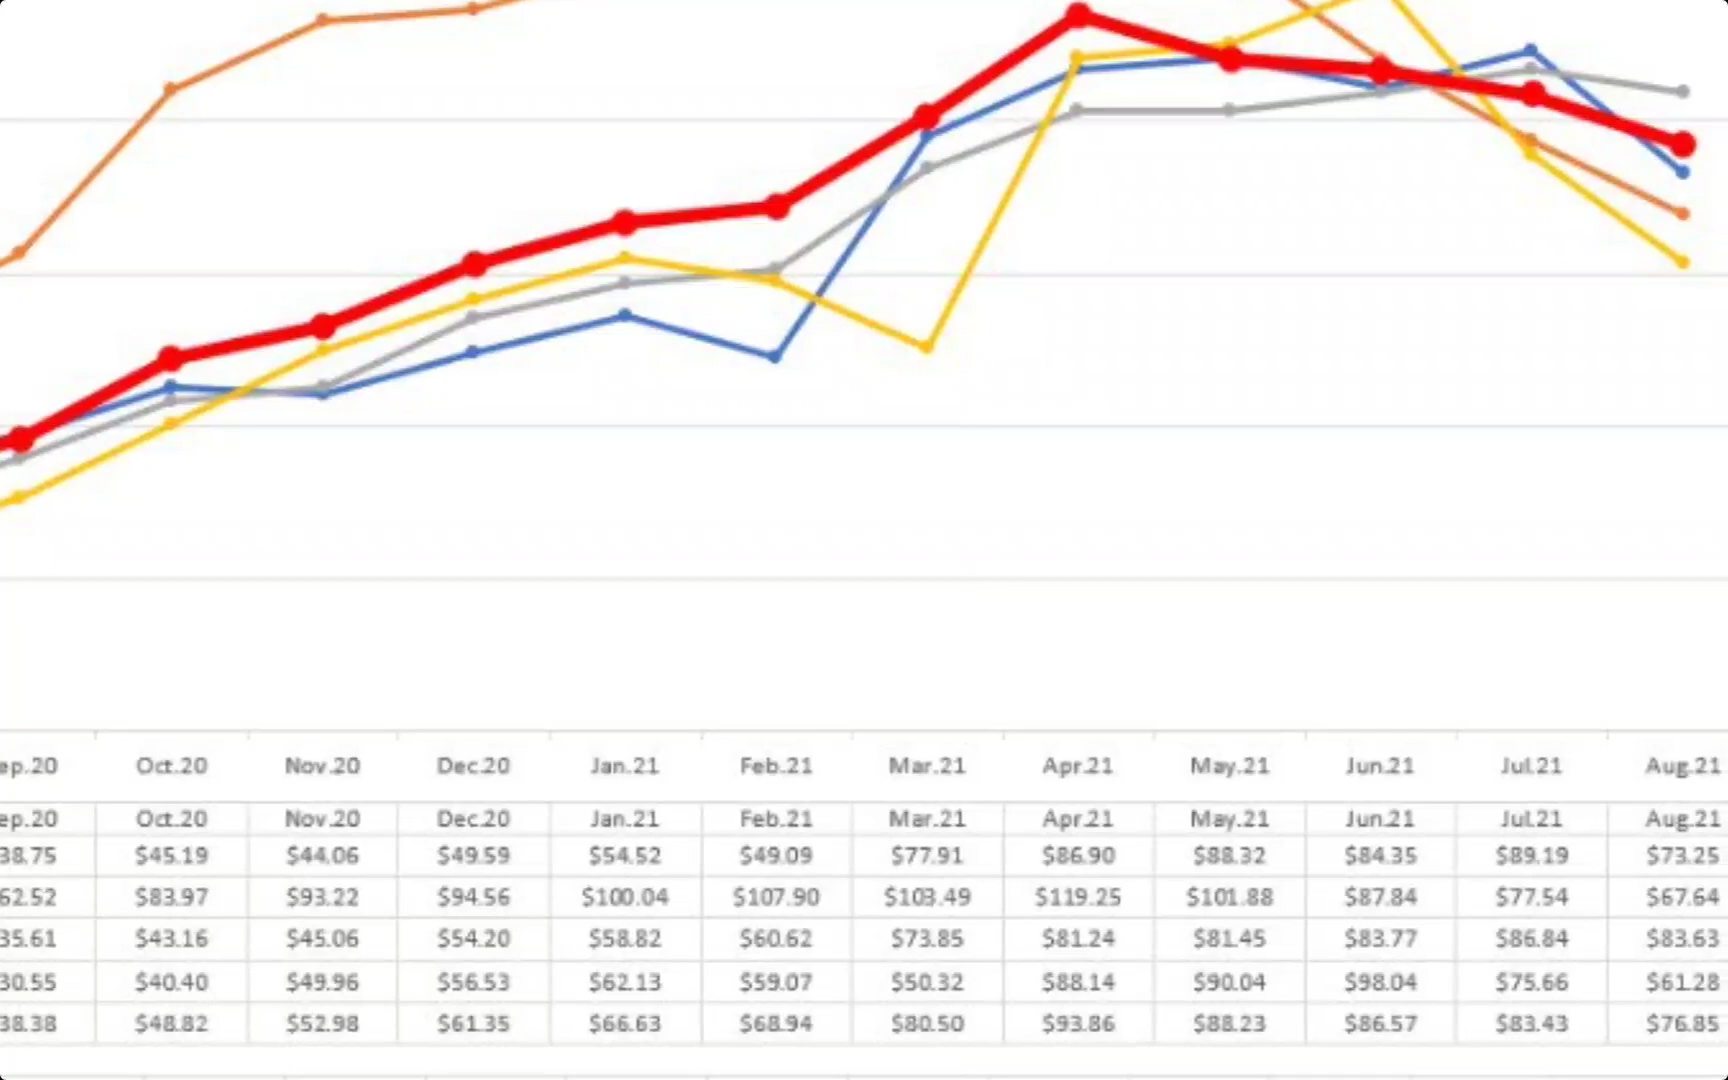 ep.20 Oct.20 Nov.20 Dec.20 Jan.21 Feb.21 Mar.21 Apr.21 May.21 Jun.21 Jul.21 Aug.21
ep.20 Oct.20 Nov.20 Dec.20 Jan.21 Feb.21 Mar.21 Apr.21 May.21 Jun.21 Jul.21 Aug.21
38.75 $45.19 $44.06 $49.59 $54.52 $49.09 $77.91 $86.90 $88.32 $84.35 $89.19 $73.25
62.52 $83.97 $93.22 $94.56 $100.04 $107.90 $103.49 $119.25 $101.88 $87.84 $77.54 $67.64
35.61 $43.16 $45.06 $54.20 $58.82 $60.62 $73.85 $81.24 $81.45 $83.77 $86.84 $83.63
30.55 $40.40 $49.96 $56.53 $62.13 $59.07 $50.32 $88.14 $90.04 $98.04 $75.66 $61.28
38.38 $48.82 $52.98 $61.35 $66.63 $68.94 $80.50 $93.86 $88.23 $86.57 $83.43 $76.85